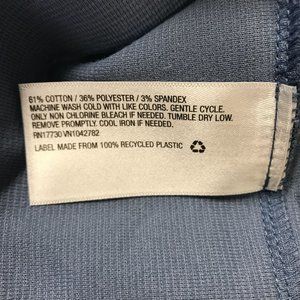 61% COTTON / 36% POLYESTER / 3% SPANDEX
MACHINE WASH COLD WITH LIKE COLORS. GENTLE CYCLE.
ONLY NON CHLORINE BLEACH IF NEEDED. TUMBLE DRY LOW.
REMOVE PROMPTLY. COOL IRON IF NEEDED.
RN17730 VN1042782
LABEL MADE FROM 100% RECYCLED PLASTIC